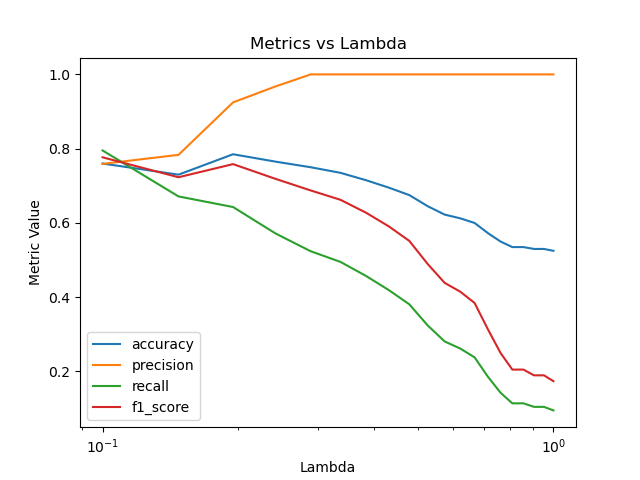 Metrics vs Lambda
Metric Value
1.0
0.8
0.6
0.4
0.2
accuracy
precision
recall
f1_score
10⁻¹
10⁰
Lambda